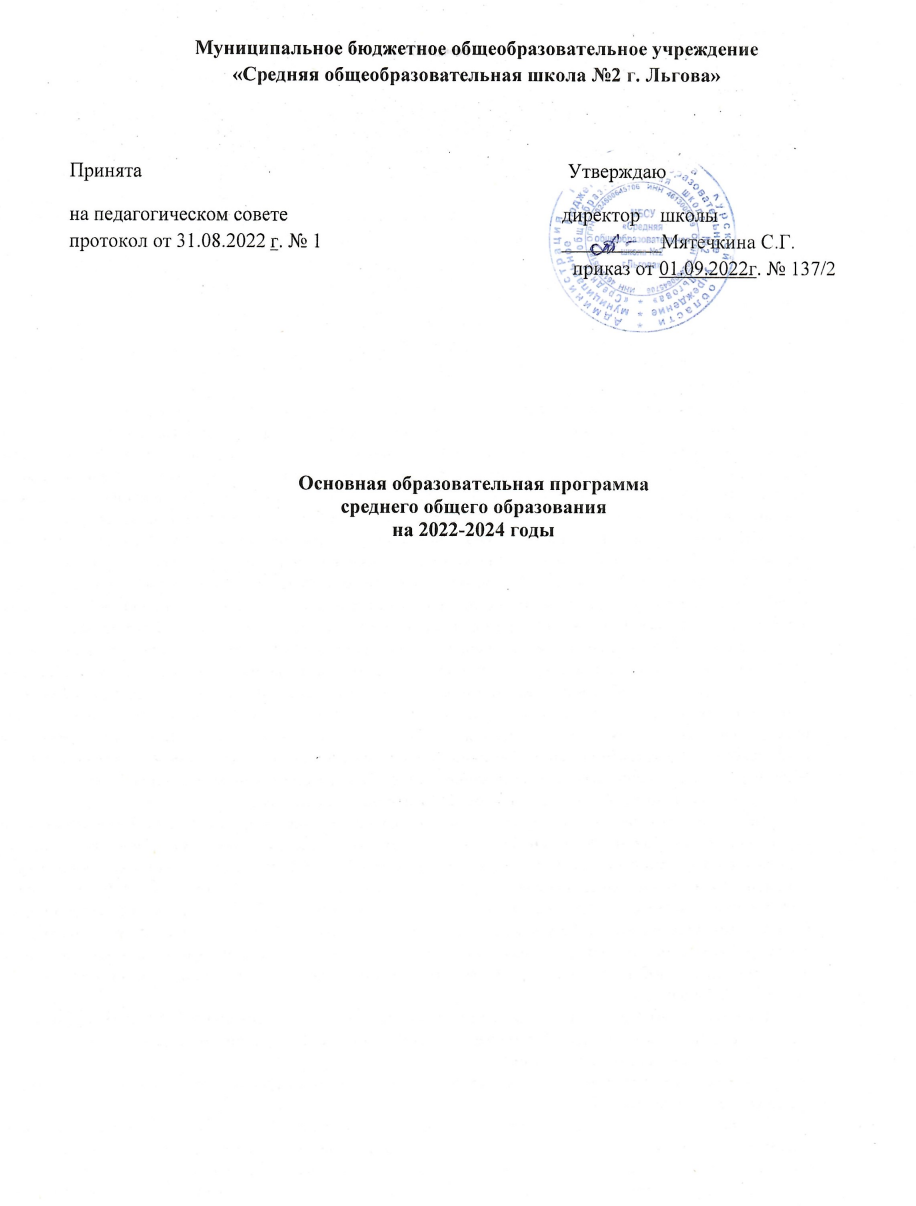 Муниципальное бюджетное общеобразовательное учреждение
«Средняя общеобразовательная школа №2 г. Льгова»
Принята
Утверждаю
на педагогическом совете
директор школы
протокол от 31.08.2022 г. № 1
Мятечкина С.Г.
приказ от 01.09.2022г. № 137/2
Основная образовательная программа
среднего общего образования
на 2022-2024 годы